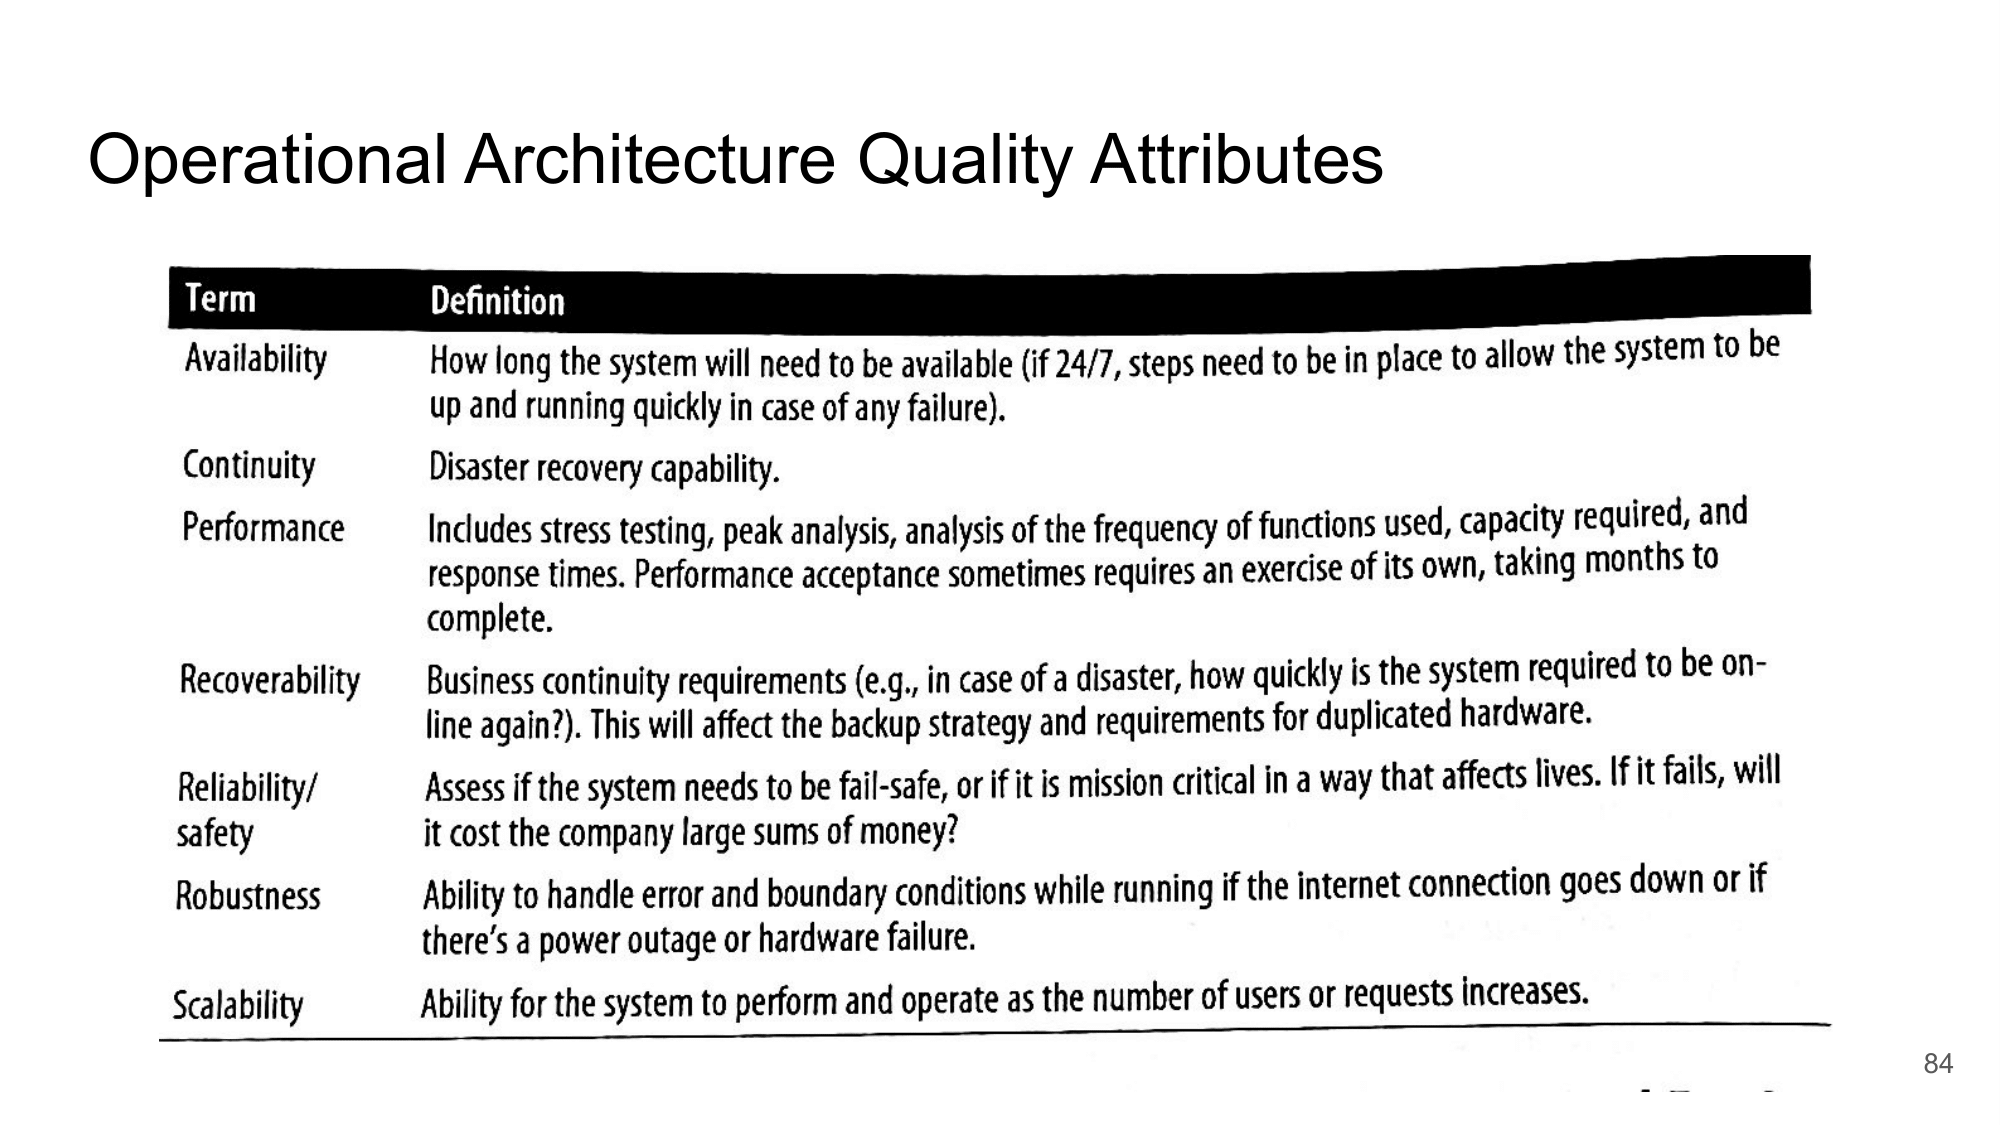 Operational Architecture Quality Attributes
Term Definition
Availability How long the system will need to be available (if 24/7, steps need to be in place to allow the system to be
up and running quickly in case of any failure).
Continuity Disaster recovery capability.
Performance Includes stress testing, peak analysis, analysis of the frequency of functions used, capacity required, and
response times. Performance acceptance sometimes requires an exercise of its own, taking months to
complete.
Recoverability Business continuity requirements (e.g., in case of a disaster, how quickly is the system required to be on-
line again?). This will affect the backup strategy and requirements for duplicated hardware.
Reliability/ Assess if the system needs to be fail-safe, or if it is mission critical in a way that affects lives. If it fails, will
safety it cost the company large sums of money?
Robustness Ability to handle error and boundary conditions while running if the internet connection goes down or if
there's a power outage or hardware failure.
Scalability Ability for the system to perform and operate as the number of users or requests increases.
84